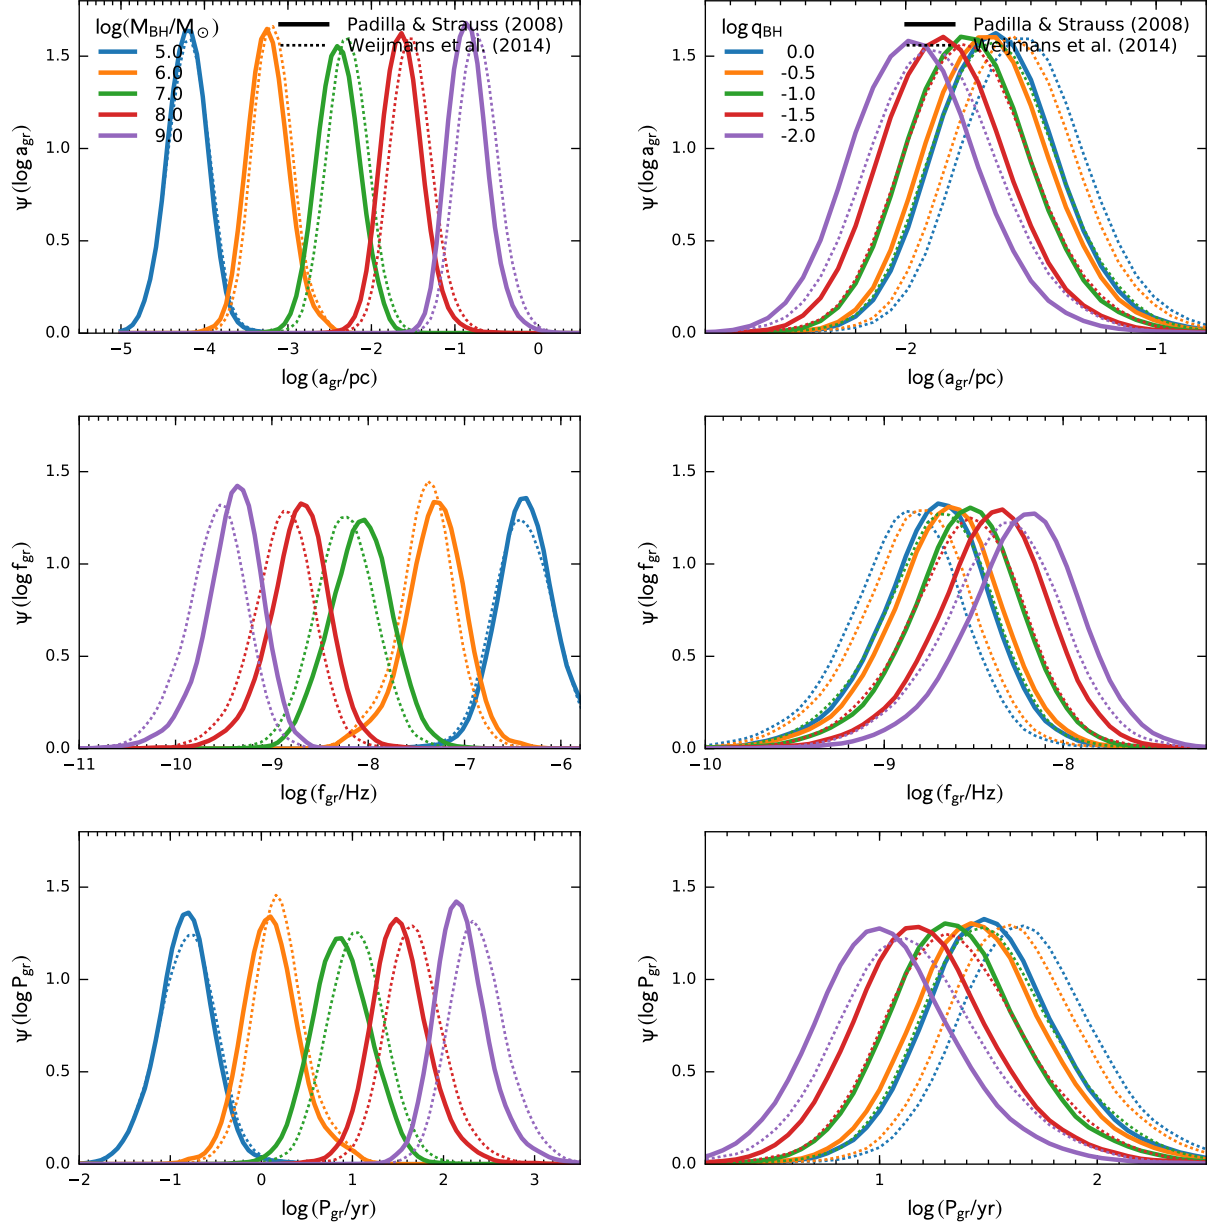 log(M_BH/M_⊙)
Padilla & Strauss (2008)
Weijmans et al. (2014)
5.0
6.0
7.0
8.0
9.0
1.5
1.0
0.5
0.0
Ψ (log a_gr)
−5 −4 −3 −2 −1 0
log (a_gr/pc)
log q_BH
Padilla & Strauss (2008)
Weijmans et al. (2014)
0.0
-0.5
-1.0
-1.5
-2.0
1.5
1.0
0.5
0.0
Ψ (log a_gr)
−2 −1
log (a_gr/pc)
1.5
1.0
0.5
0.0
Ψ (log f_gr)
−11 −10 −9 −8 −7 −6
log (f_gr/Hz)
1.5
1.0
0.5
0.0
Ψ (log f_gr)
−10 −9 −8
log (f_gr/Hz)
1.5
1.0
0.5
0.0
Ψ (log P_gr)
−2 −1 0 1 2 3
log (P_gr/yr)
1.5
1.0
0.5
0.0
Ψ (log P_gr)
1 2
log (P_gr/yr)